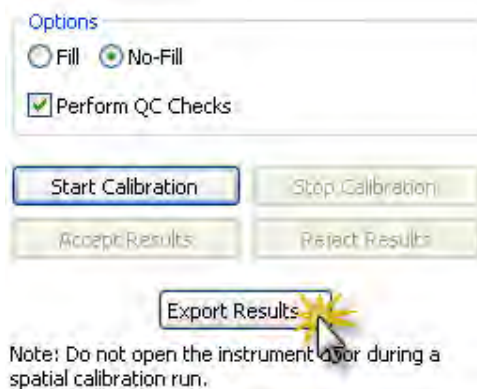 Options
Fill No-Fill
Perform QC Checks
Start Calibration Stop Calibration
Accept Results Reject Results
Export Results
Note: Do not open the instrument door during a
spatial calibration run.